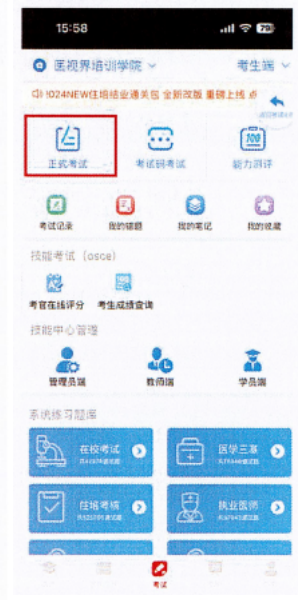 15:58
79
医视界培训学院
考生端
!024NEW住培结业通关包 全新改版 重磅上线 点
正式考试
考试码考试
能力测评
100
考试记录
我的错题
我的笔记
我的收藏
技能考试（osce）
考官在线评分
考生成绩查询
技能中心管理
管理员端
教师端
学员端
系统练习题库
在校考试
医学三基
住培考核
执业医师
考试